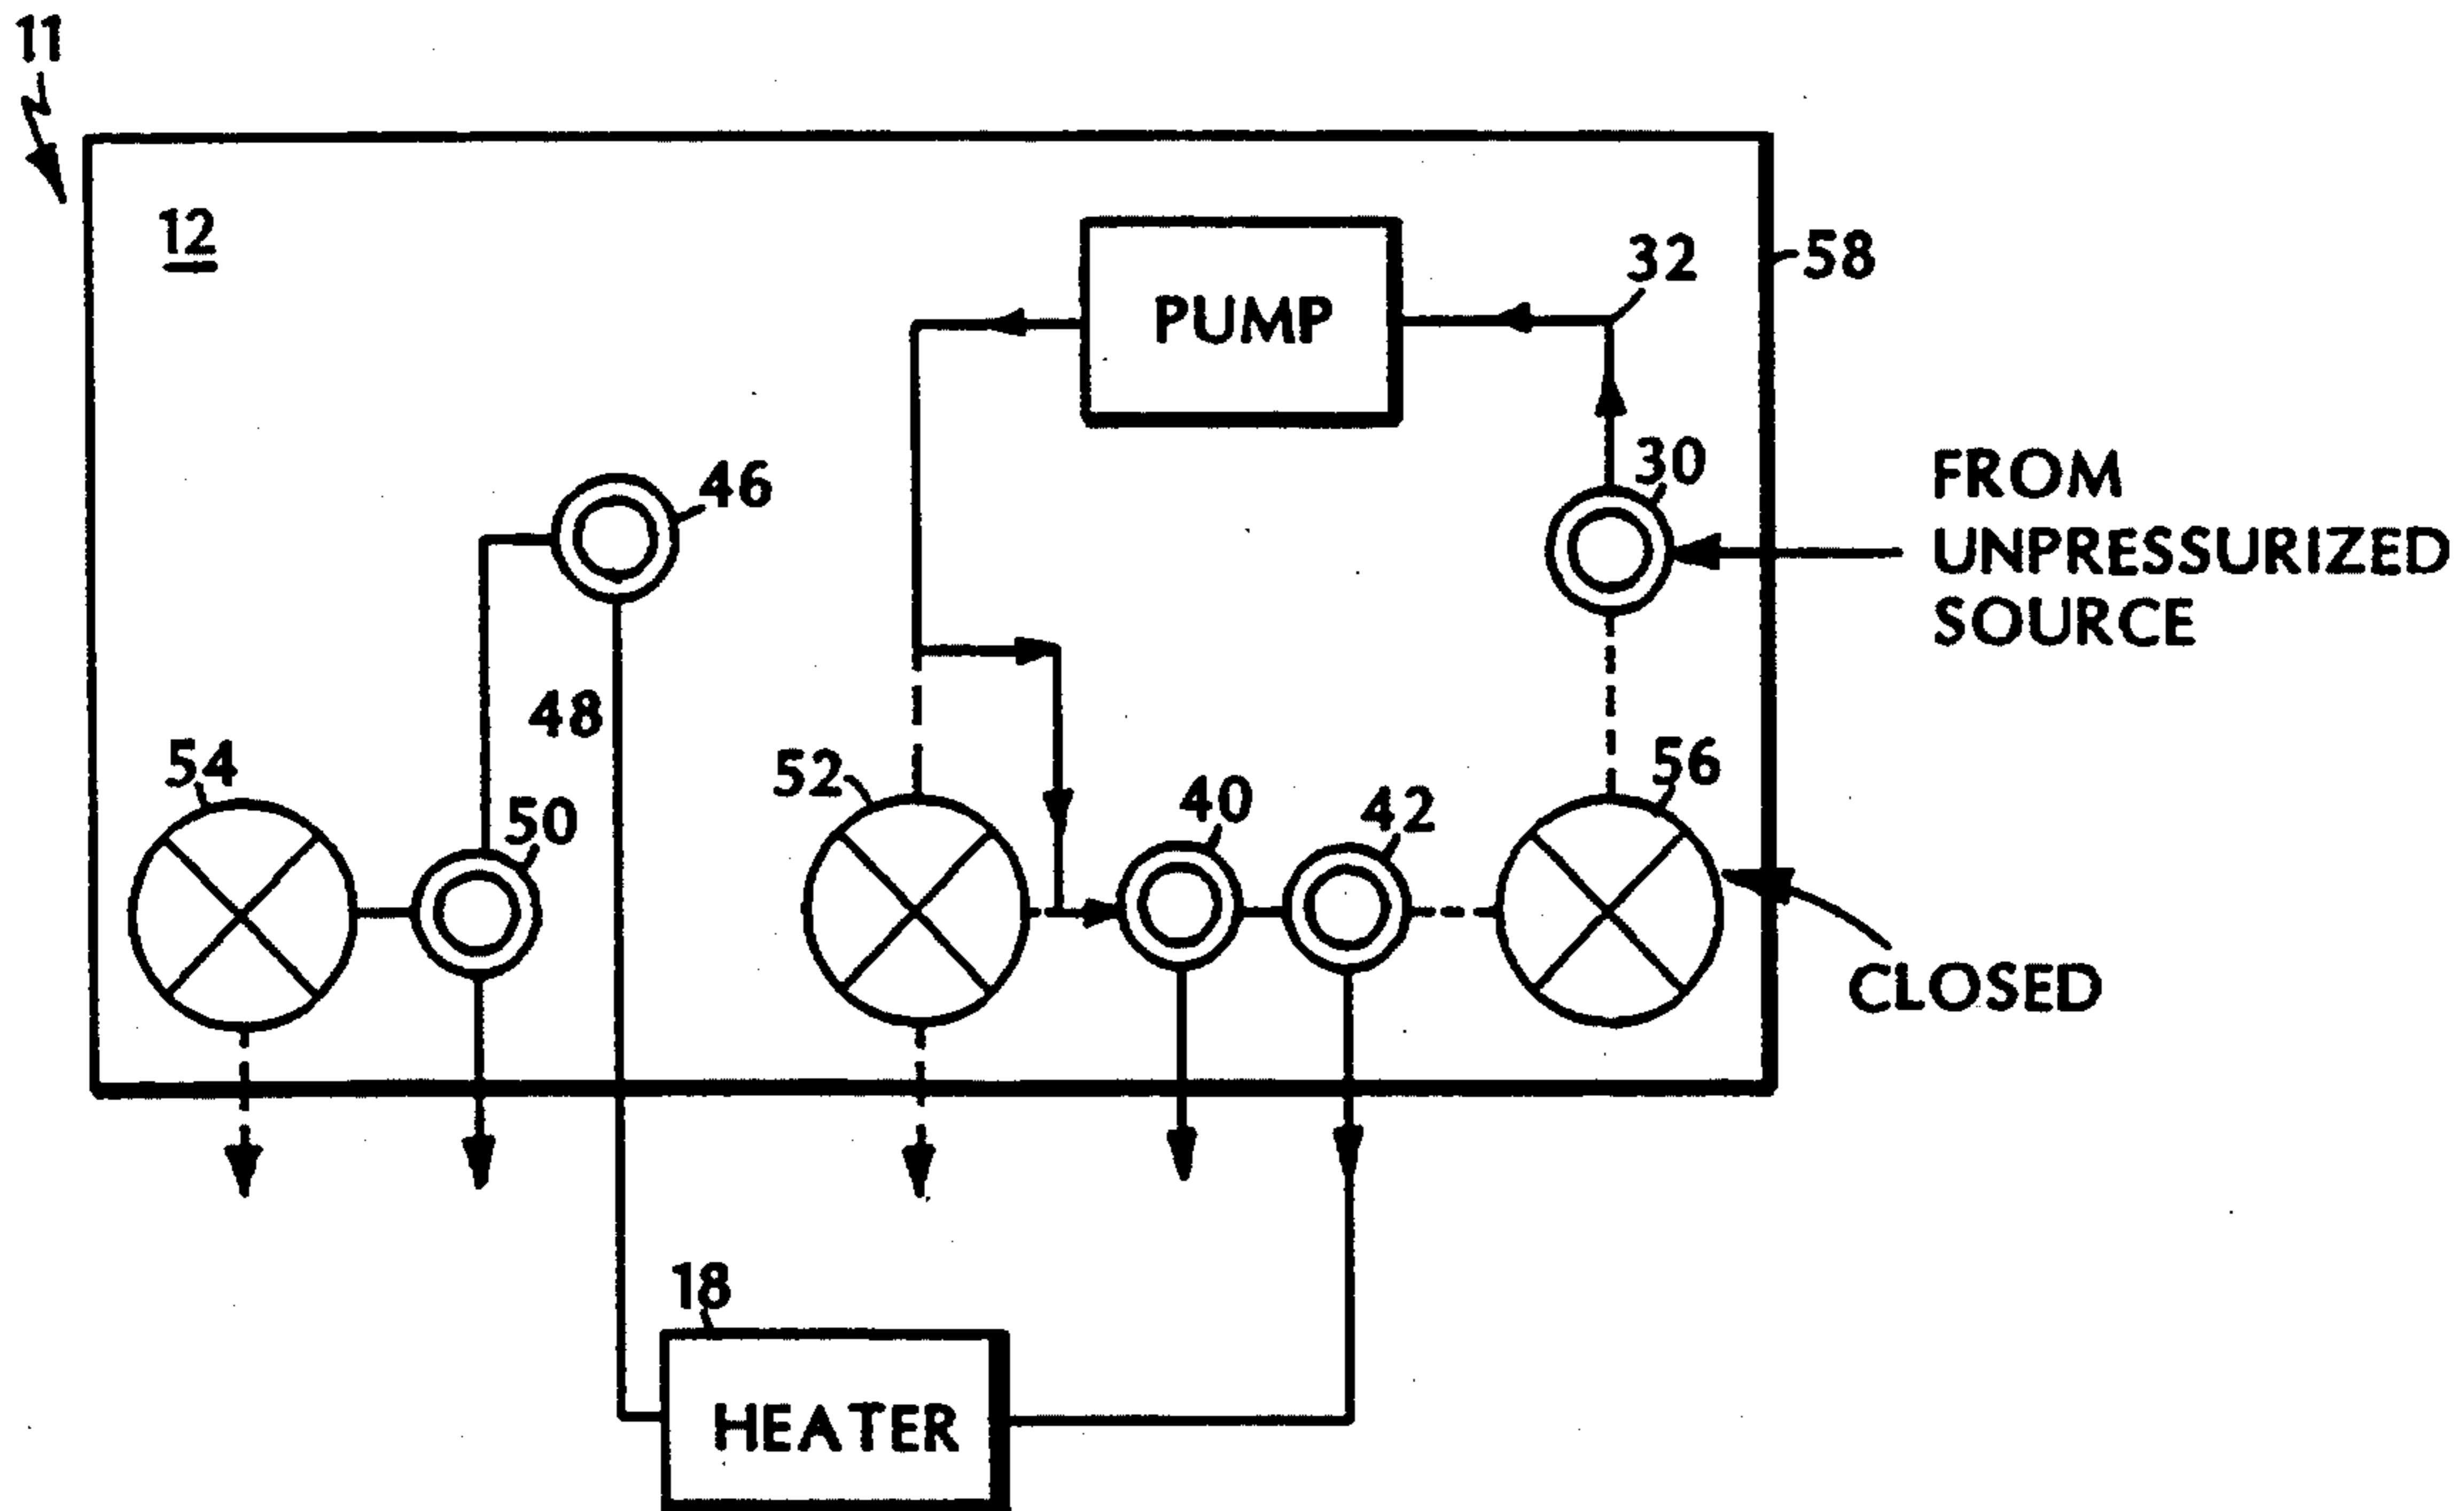 11
12
PUMP
32
58
30
FROM
UNPRESSURIZED
SOURCE
46
48
54
50
52
40
42
56
CLOSED
18
HEATER